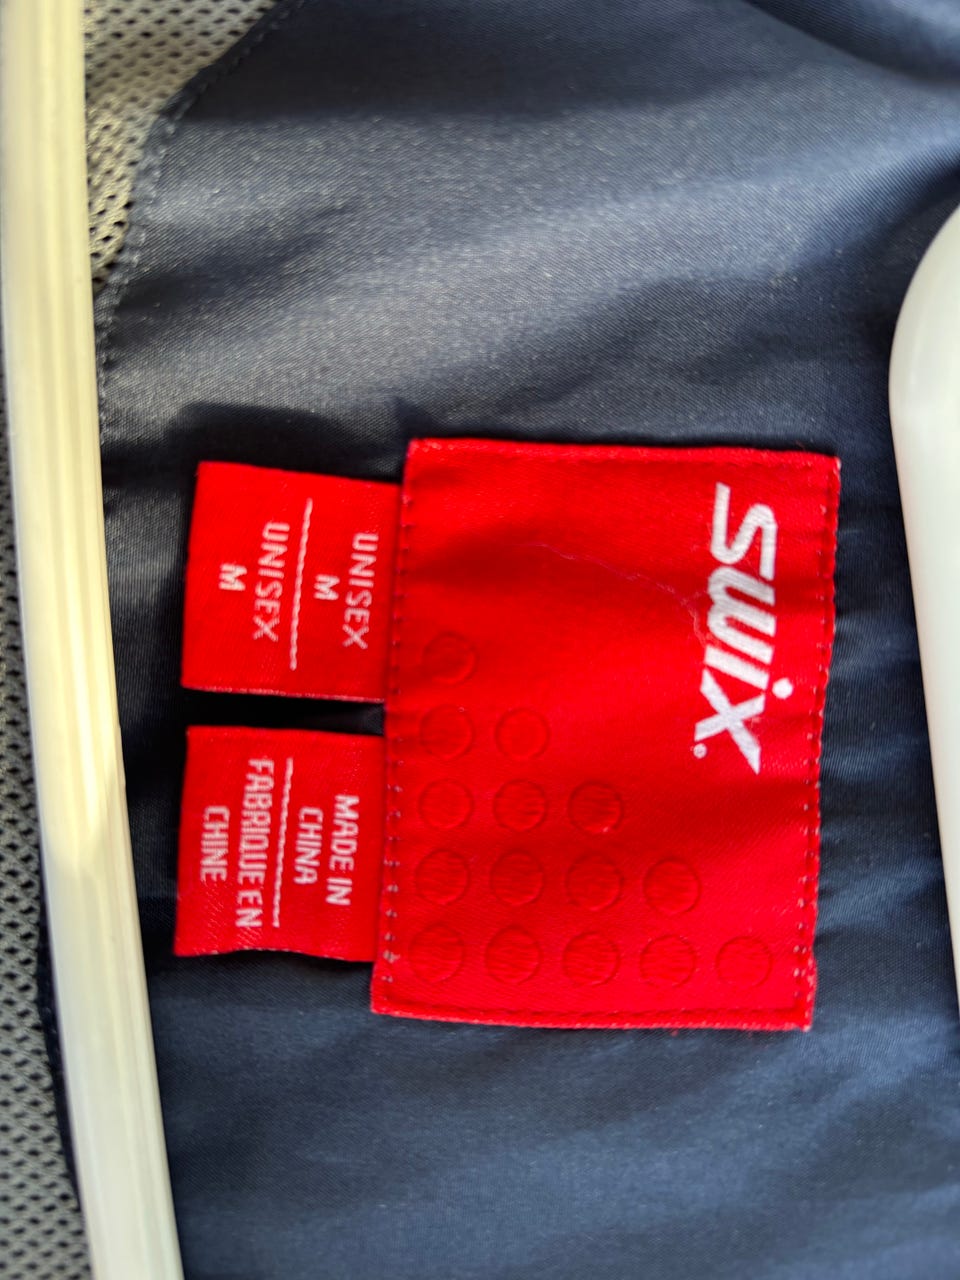 SWIX
UNISEX
M
UNISEX
M
MADE IN
CHINA
FABRIQUE EN
CHINE